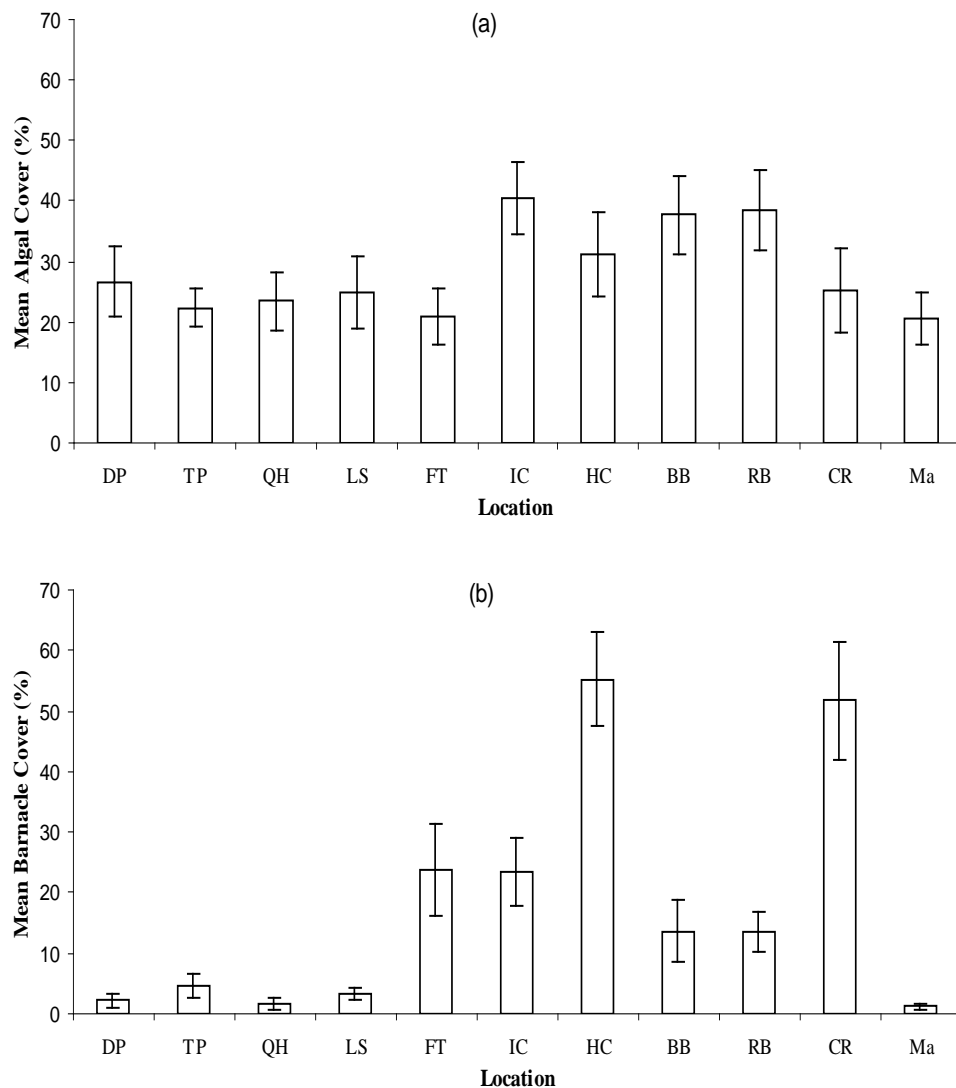 (a)
Mean Algal Cover (%)
70
60
50
40
30
20
10
0
DP TP QH LS FT IC HC BB RB CR Ma
Location
(b)
Mean Barnacle Cover (%)
70
60
50
40
30
20
10
0
DP TP QH LS FT IC HC BB RB CR Ma
Location